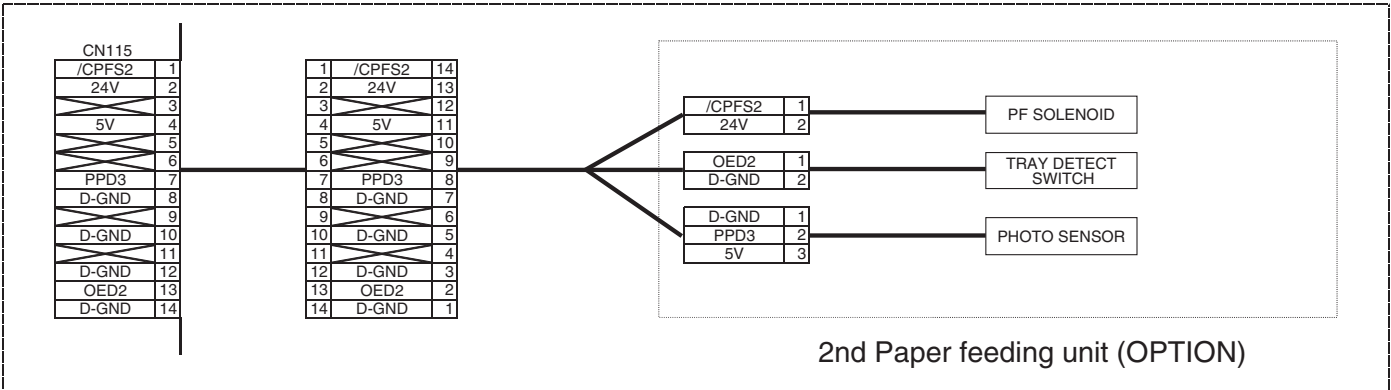 CN115
/CPFS2 1
24V 2
3
5V 4
5
6
PPD3 7
D-GND 8
9
D-GND 10
11
D-GND 12
OED2 13
D-GND 14
1 /CPFS2 14
2 24V 13
3 12
4 5V 11
5 10
6 9
7 PPD3 8
8 D-GND 7
9 6
10 D-GND 5
11 4
12 D-GND 3
13 OED2 2
14 D-GND 1
/CPFS2 1
24V 2
PF SOLENOID
OED2 1
D-GND 2
TRAY DETECT
SWITCH
D-GND 1
PPD3 2
5V 3
PHOTO SENSOR
2nd Paper feeding unit (OPTION)